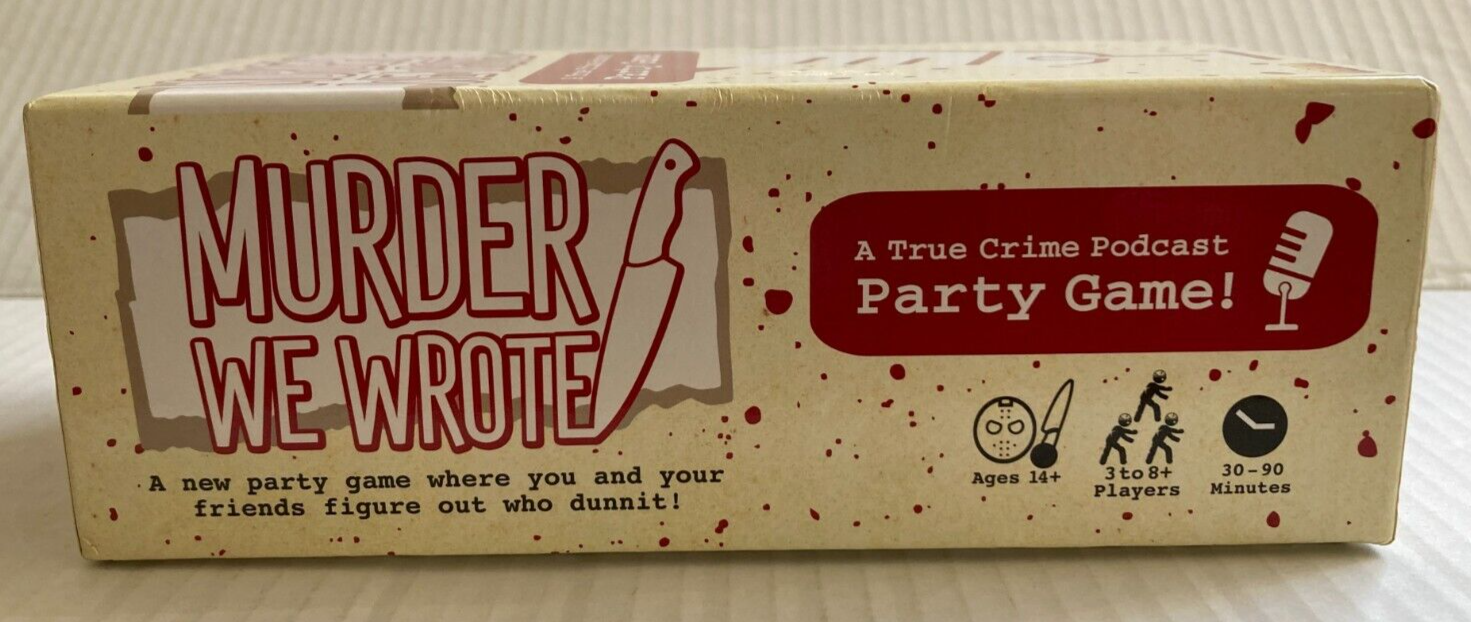 MURDER
WE WROTE
A new party game where you and your
friends figure out who dunnit!
A True Crime Podcast
Party Game!
Ages 14+
3 to 8+
Players
30-90
Minutes